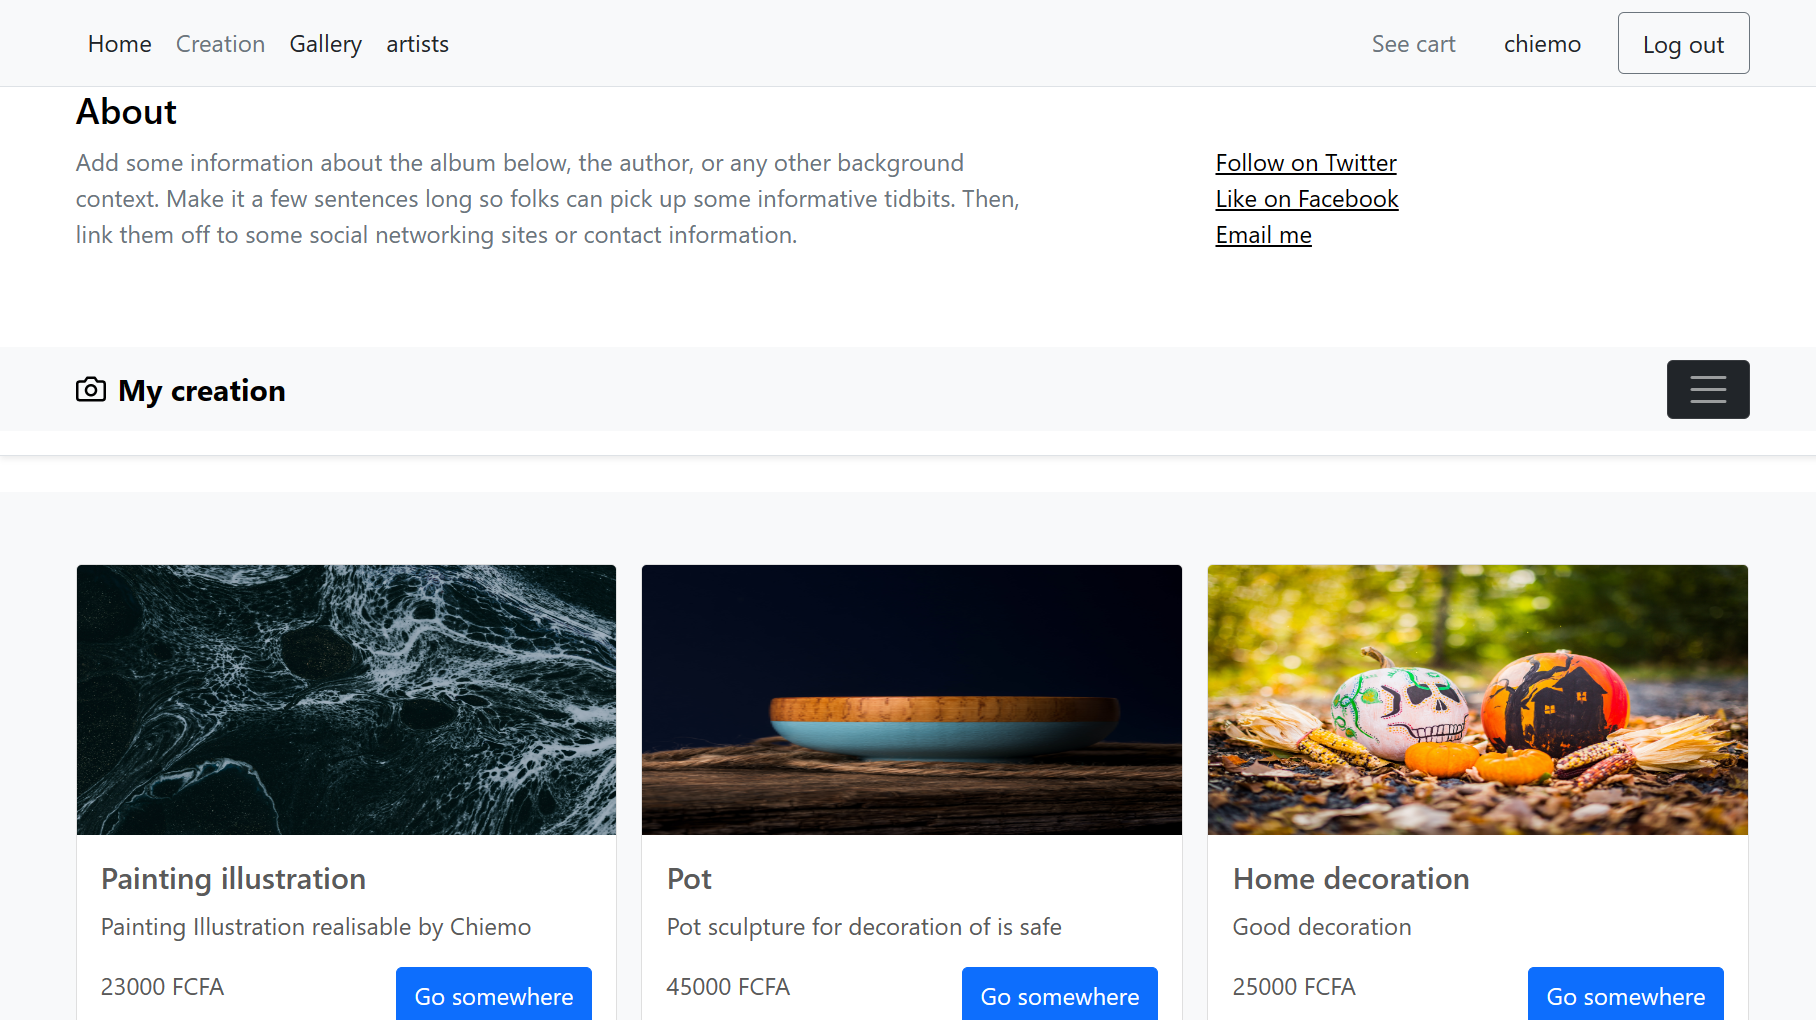 Home Creation Gallery artists See cart chiemo Log out
About
Add some information about the album below, the author, or any other background
context. Make it a few sentences long so folks can pick up some informative tidbits. Then,
link them off to some social networking sites or contact information.
Follow on Twitter
Like on Facebook
Email me
My creation
Painting illustration
Painting Illustration realisable by Chiemo
23000 FCFA Go somewhere
Pot
Pot sculpture for decoration of is safe
45000 FCFA Go somewhere
Home decoration
Good decoration
25000 FCFA Go somewhere